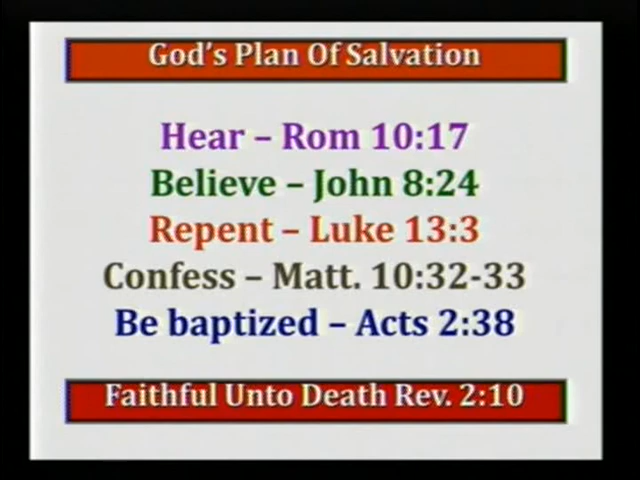 God's Plan Of Salvation
Hear – Rom 10:17
Believe – John 8:24
Repent – Luke 13:3
Confess – Matt. 10:32-33
Be baptized – Acts 2:38
Faithful Unto Death Rev. 2:10